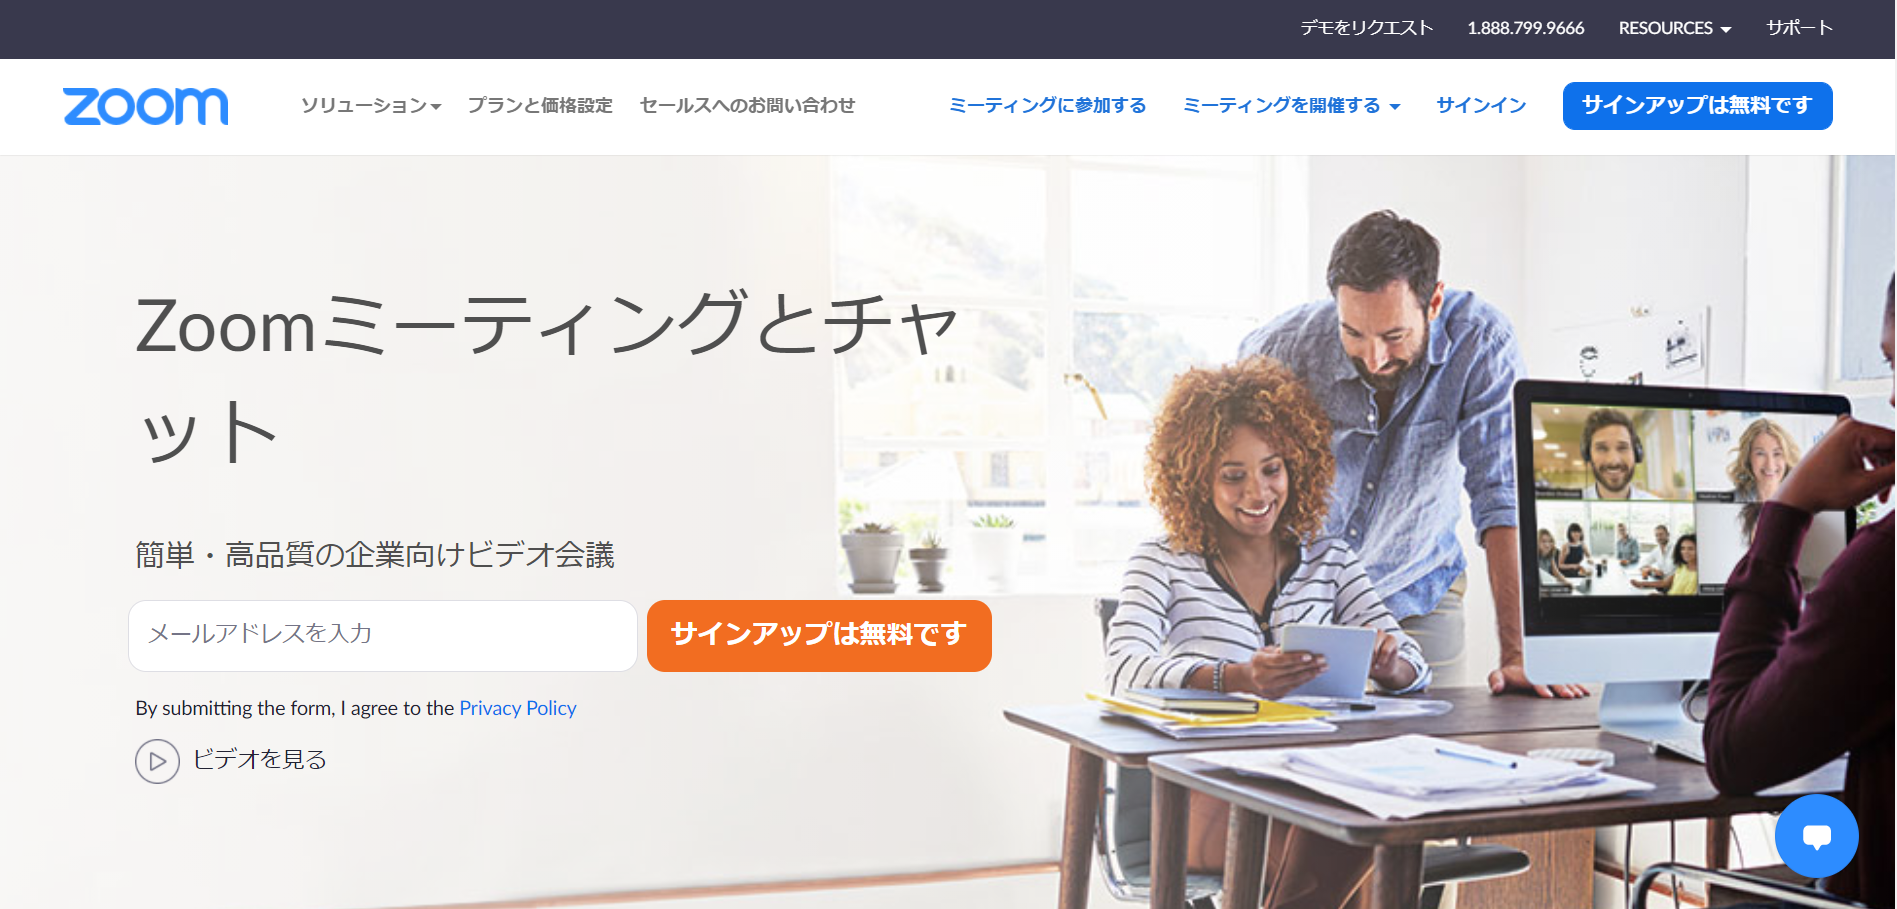 デモをリクエスト 1.888.799.9666 RESOURCES サポート
zoom ソリューション プランと価格設定 セールスへのお問い合わせ ミーティングに参加する ミーティングを開催する サインイン サインアップは無料です
Zoomミーティングとチャ
ット
簡単・高品質の企業向けビデオ会議
メールアドレスを入力 サインアップは無料です
By submitting the form, I agree to the Privacy Policy
ビデオを見る